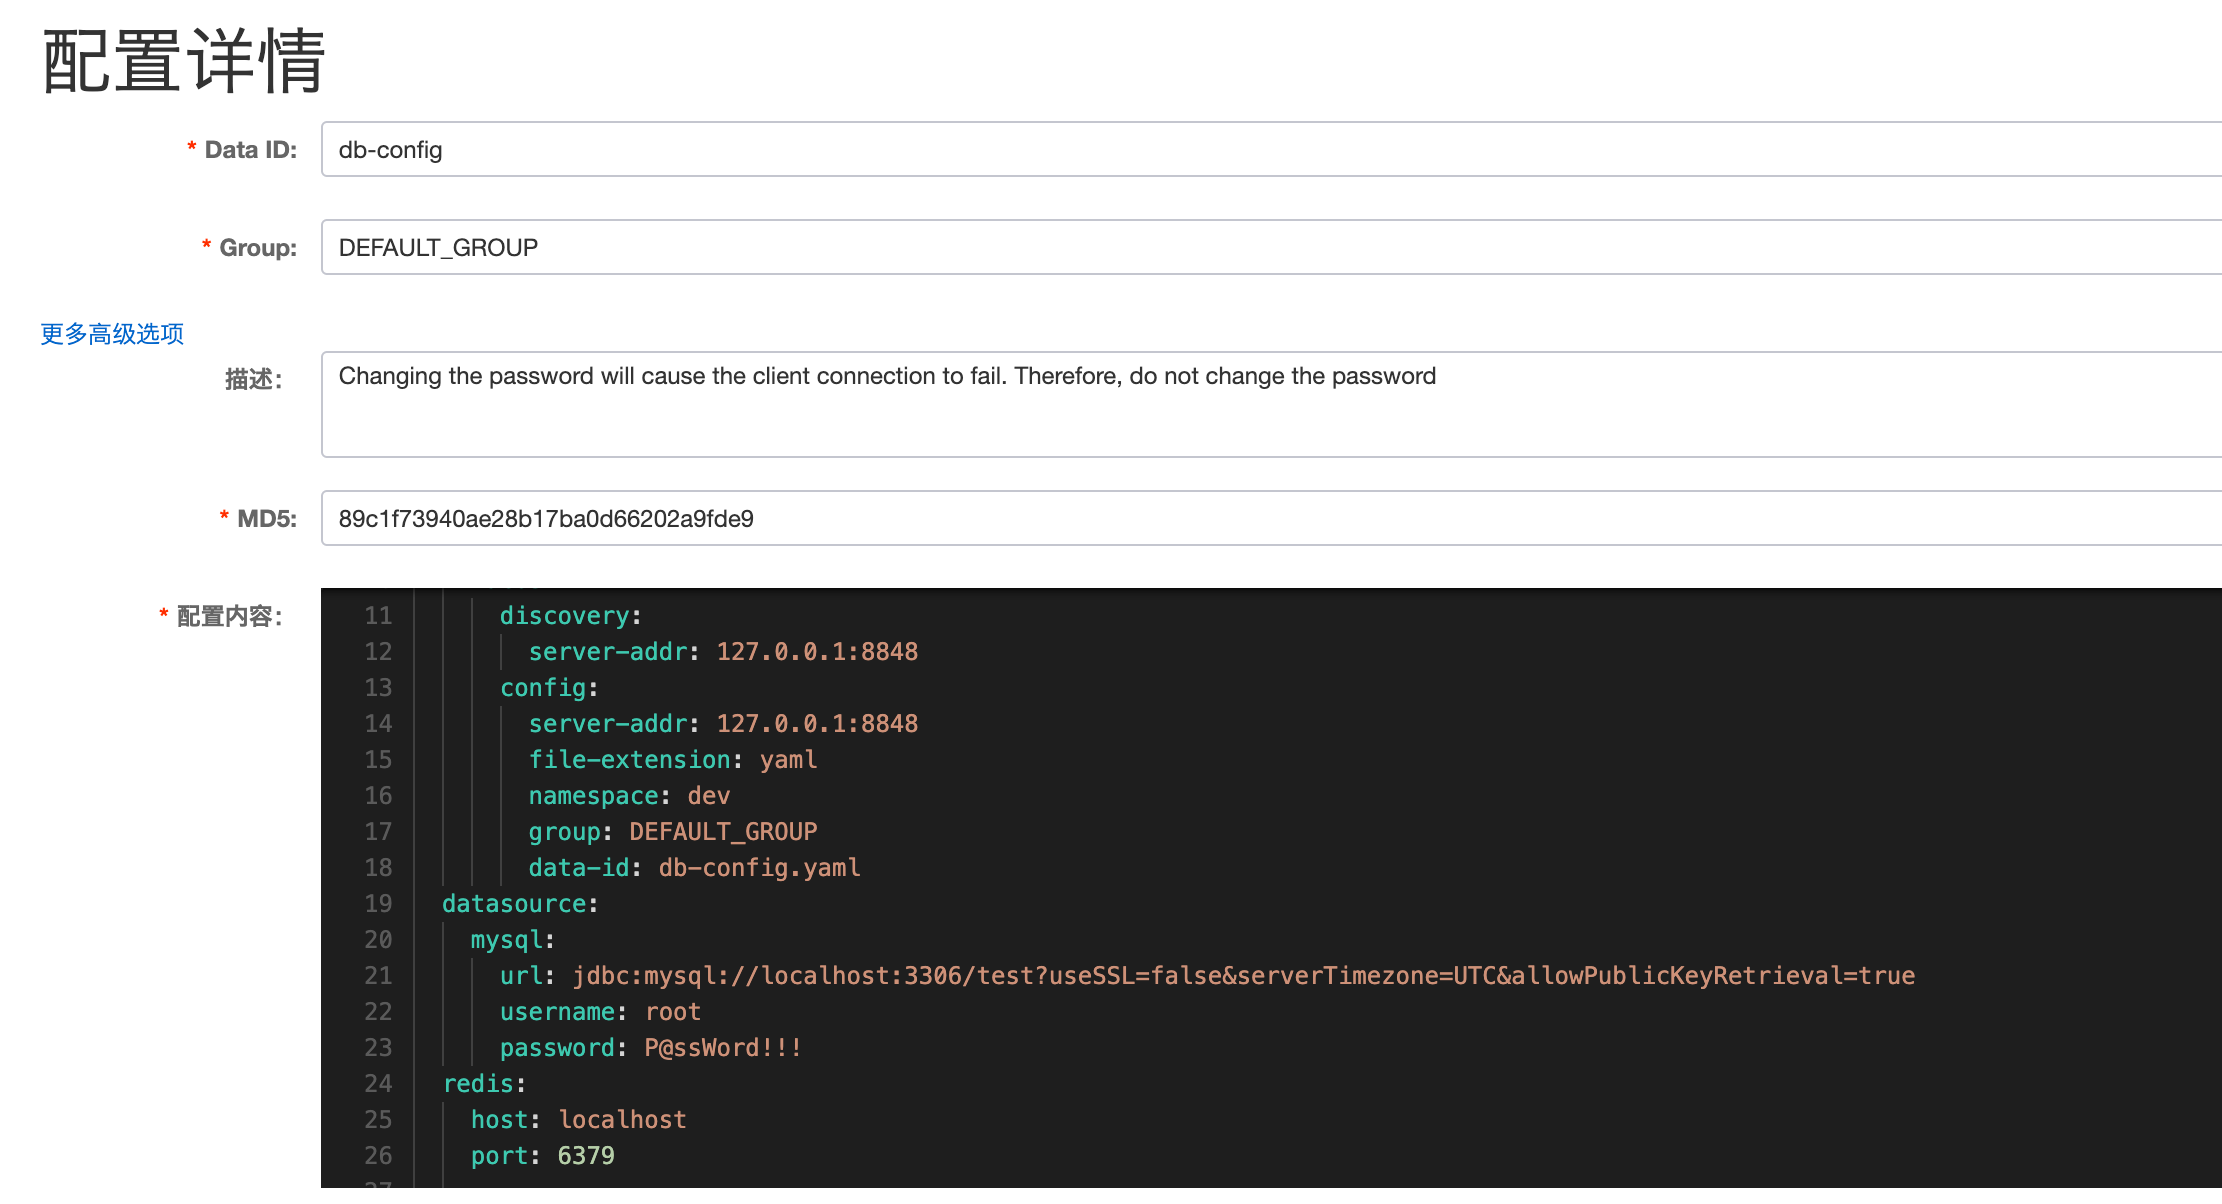 配置详情
* Data ID: db-config
* Group: DEFAULT_GROUP
更多高级选项
描述: Changing the password will cause the client connection to fail. Therefore, do not change the password
* MD5: 89c1f73940ae28b17ba0d66202a9fde9
* 配置内容:
11 discovery:
12 server-addr: 127.0.0.1:8848
13 config:
14 server-addr: 127.0.0.1:8848
15 file-extension: yaml
16 namespace: dev
17 group: DEFAULT_GROUP
18 data-id: db-config.yaml
19 datasource:
20 mysql:
21 url: jdbc:mysql://localhost:3306/test?useSSL=false&serverTimezone=UTC&allowPublicKeyRetrieval=true
22 username: root
23 password: P@ssWord!!!
24 redis:
25 host: localhost
26 port: 6379